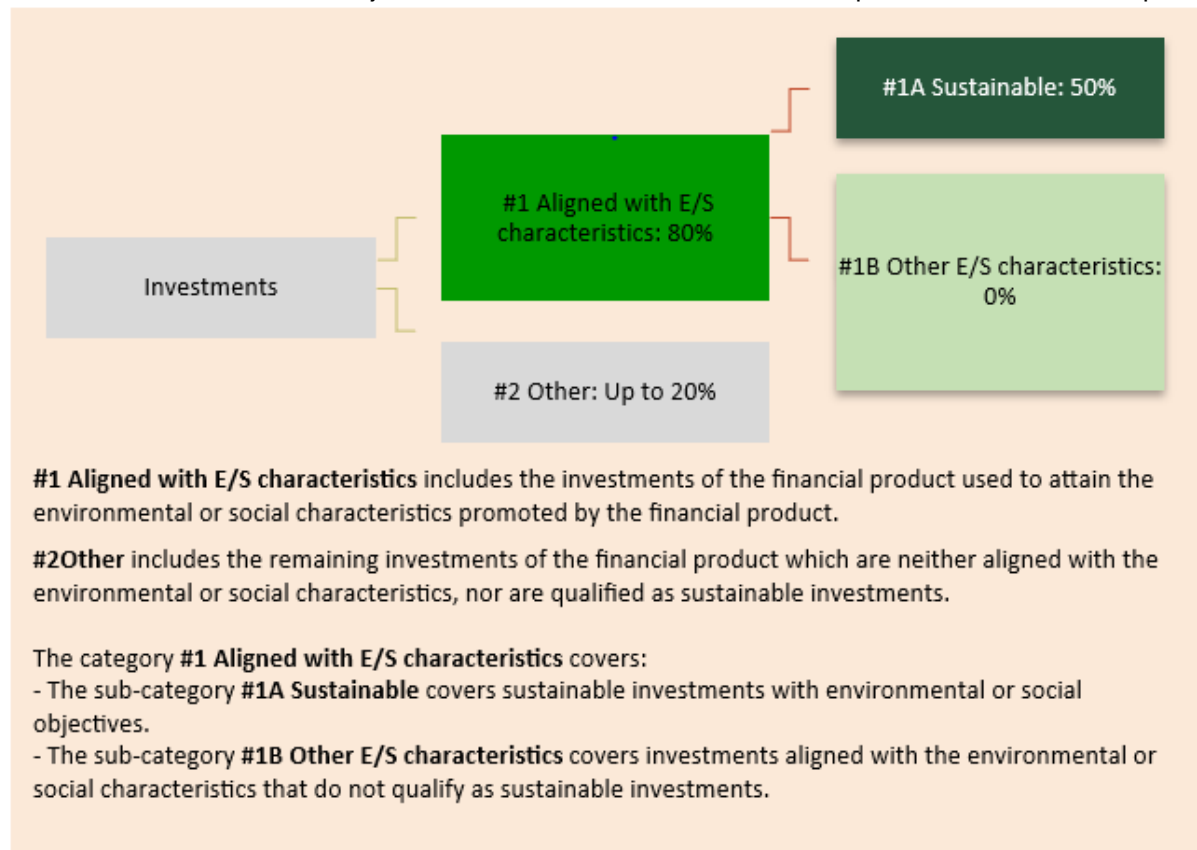 #1A Sustainable: 50%
#1 Aligned with E/S
characteristics: 80%
#1B Other E/S characteristics:
0%
Investments
#2 Other: Up to 20%
#1 Aligned with E/S characteristics includes the investments of the financial product used to attain the
environmental or social characteristics promoted by the financial product.
#2Other includes the remaining investments of the financial product which are neither aligned with the
environmental or social characteristics, nor are qualified as sustainable investments.
The category #1 Aligned with E/S characteristics covers:
- The sub-category #1A Sustainable covers sustainable investments with environmental or social
objectives.
- The sub-category #1B Other E/S characteristics covers investments aligned with the environmental or
social characteristics that do not qualify as sustainable investments.